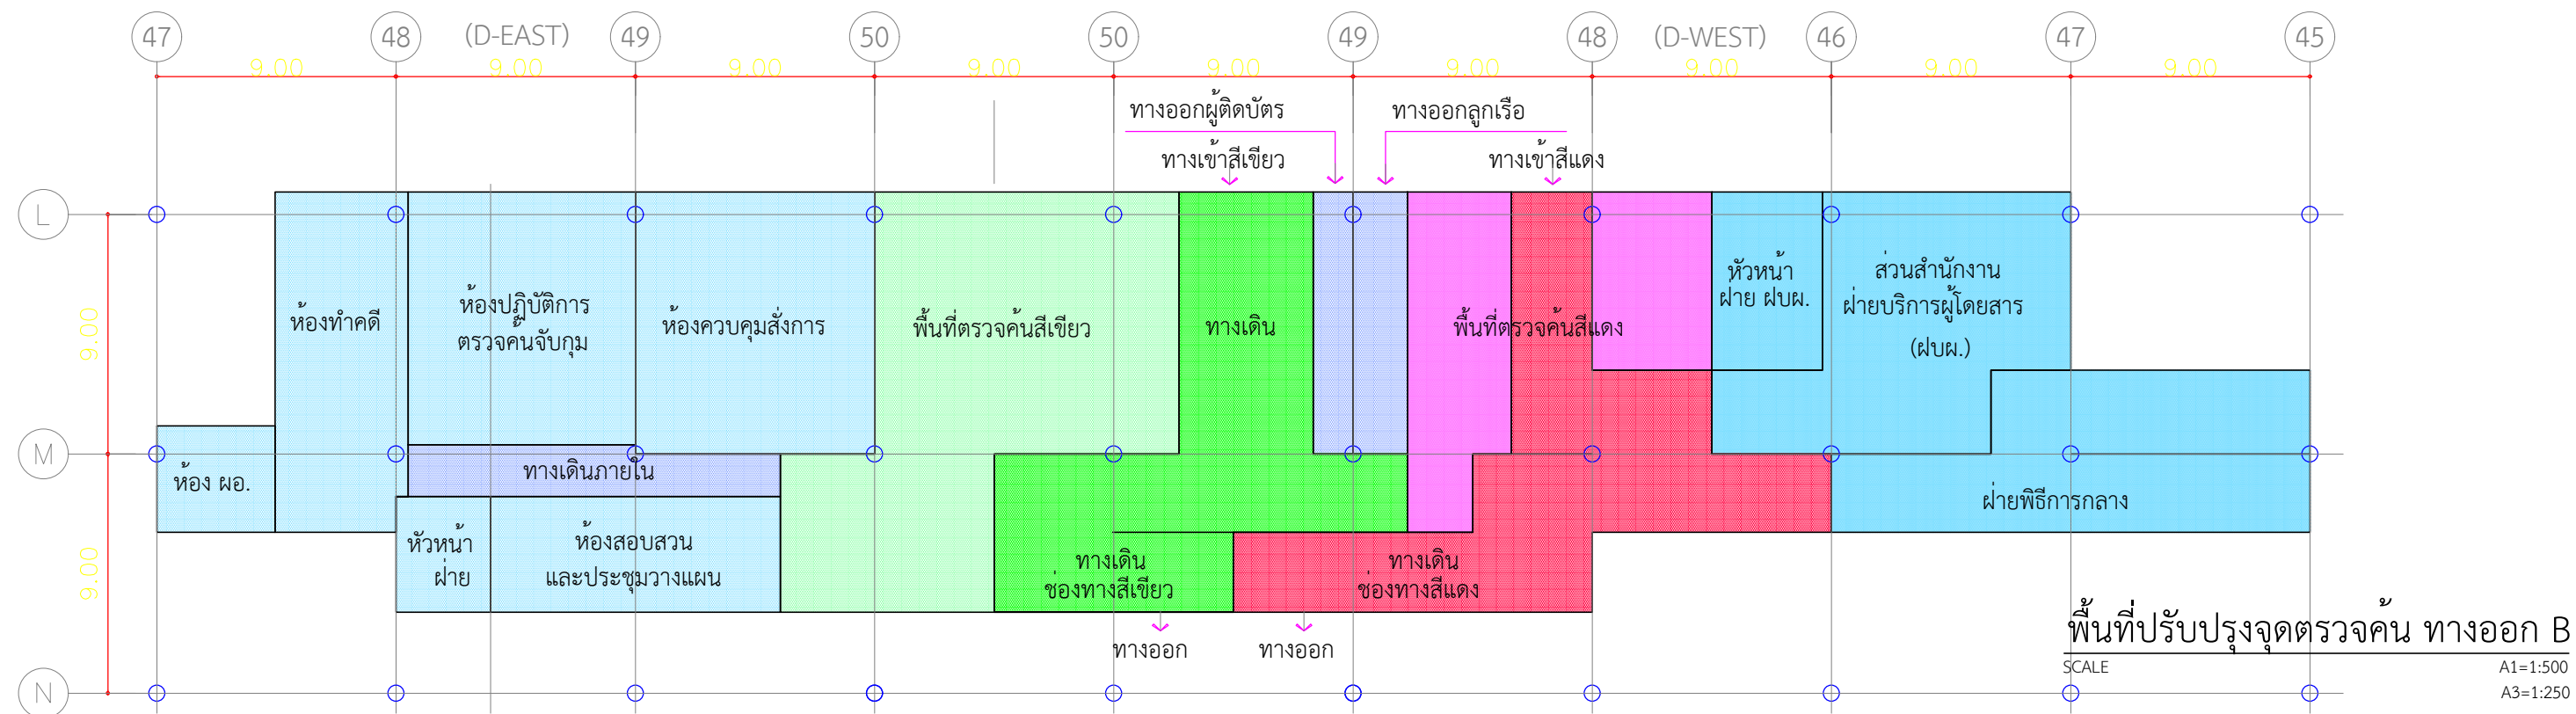 47 48 (D-EAST) 49 50 50 49 48 (D-WEST) 46 47 45
9.00 9.00 9.00 9.00 9.00 9.00 9.00 9.00 9.00
ทางออกผู้ติดบัตร
ทางออกลูกเรือ
ทางเข้าสีเขียว
ทางเข้าสีแดง
L
M
N
9.00
9.00
ห้อง ผอ.
ห้องทำคดี
ห้องปฏิบัติการ
ตรวจค้นจับกุม
ห้องควบคุมสั่งการ
พื้นที่ตรวจค้นสีเขียว
ทางเดิน
พื้นที่ตรวจค้นสีแดง
หัวหน้า
ฝ่าย ฝบผ.
ส่วนสำนักงาน
ฝ่ายบริการผู้โดยสาร
(ฝบผ.)
ทางเดินภายใน
ฝ่ายพิธีการกลาง
หัวหน้า
ฝ่าย
ห้องสอบสวน
และประชุมวางแผน
ทางเดิน
ช่องทางสีเขียว
ทางเดิน
ช่องทางสีแดง
ทางออก
ทางออก
พื้นที่ปรับปรุงจุดตรวจค้น ทางออก B
SCALE A1=1:500
A3=1:250